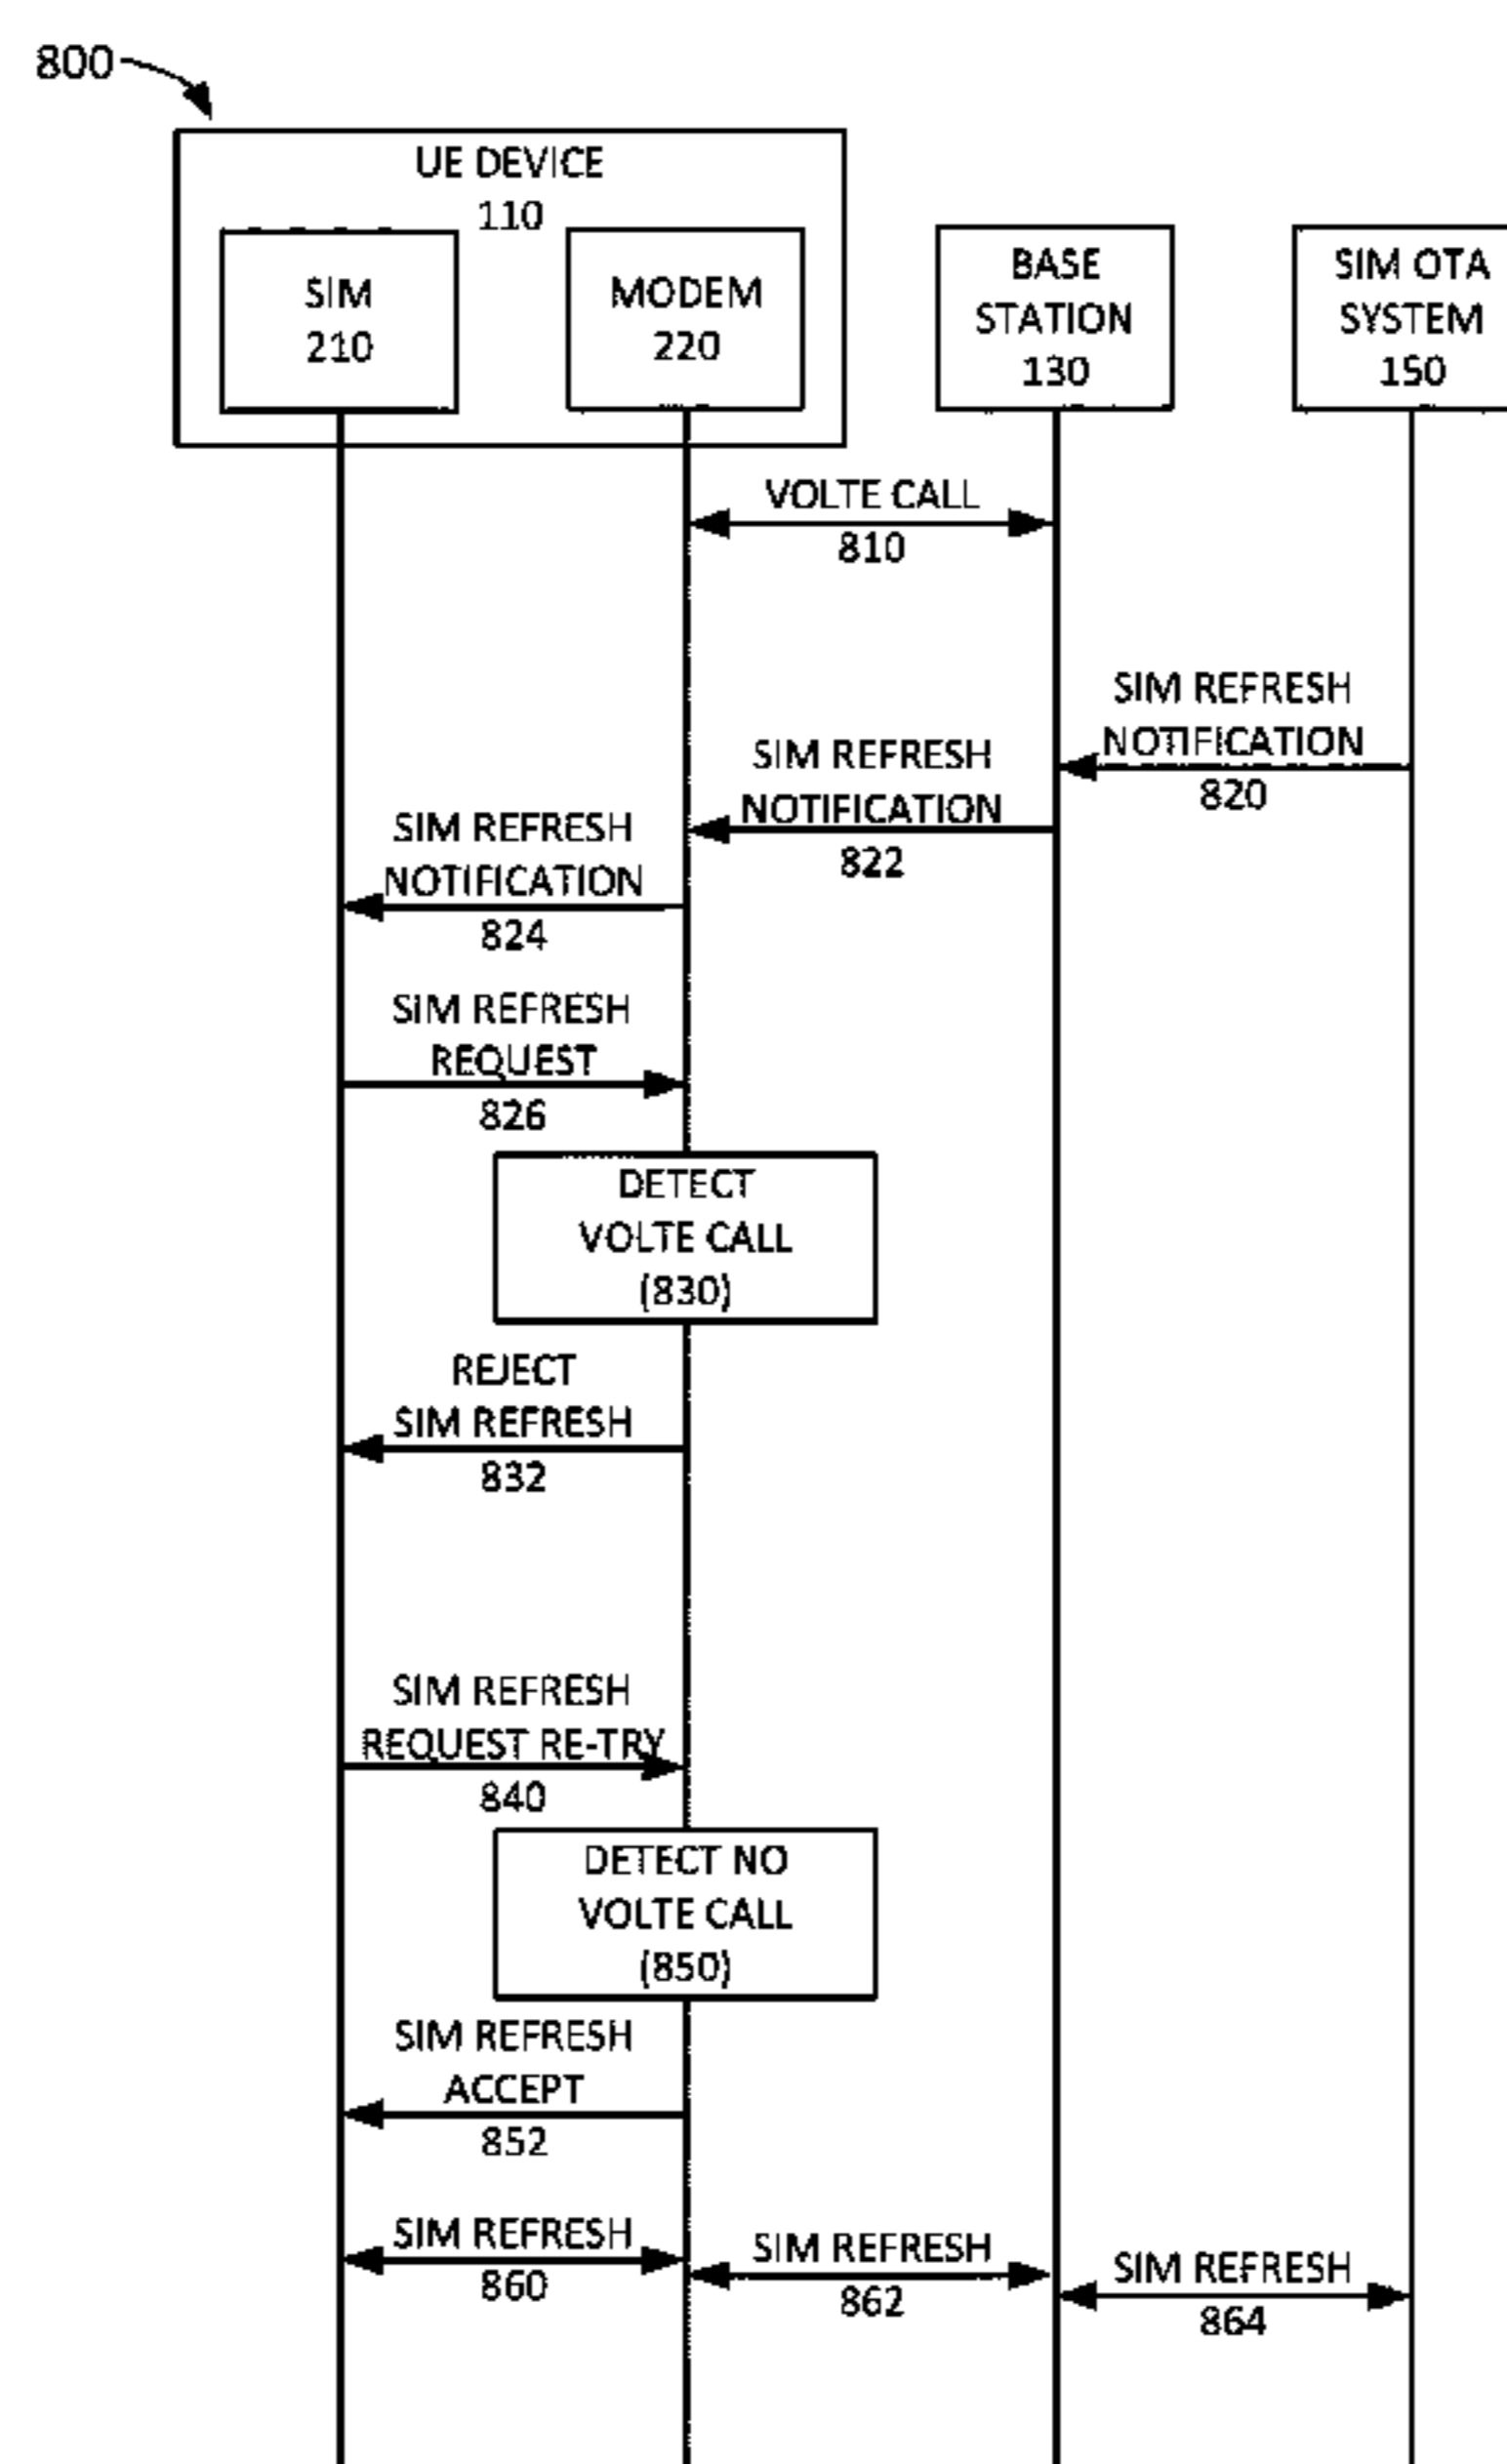 800
UE DEVICE
110
SIM
210
MODEM
220
BASE
STATION
130
SIM OTA
SYSTEM
150
VOLTE CALL
810
SIM REFRESH
NOTIFICATION
820
SIM REFRESH
NOTIFICATION
822
SIM REFRESH
NOTIFICATION
824
SIM REFRESH
REQUEST
826
DETECT
VOLTE CALL
(830)
REJECT
SIM REFRESH
832
SIM REFRESH
REQUEST RE-TRY
840
DETECT NO
VOLTE CALL
(850)
SIM REFRESH
ACCEPT
852
SIM REFRESH
860
SIM REFRESH
862
SIM REFRESH
864